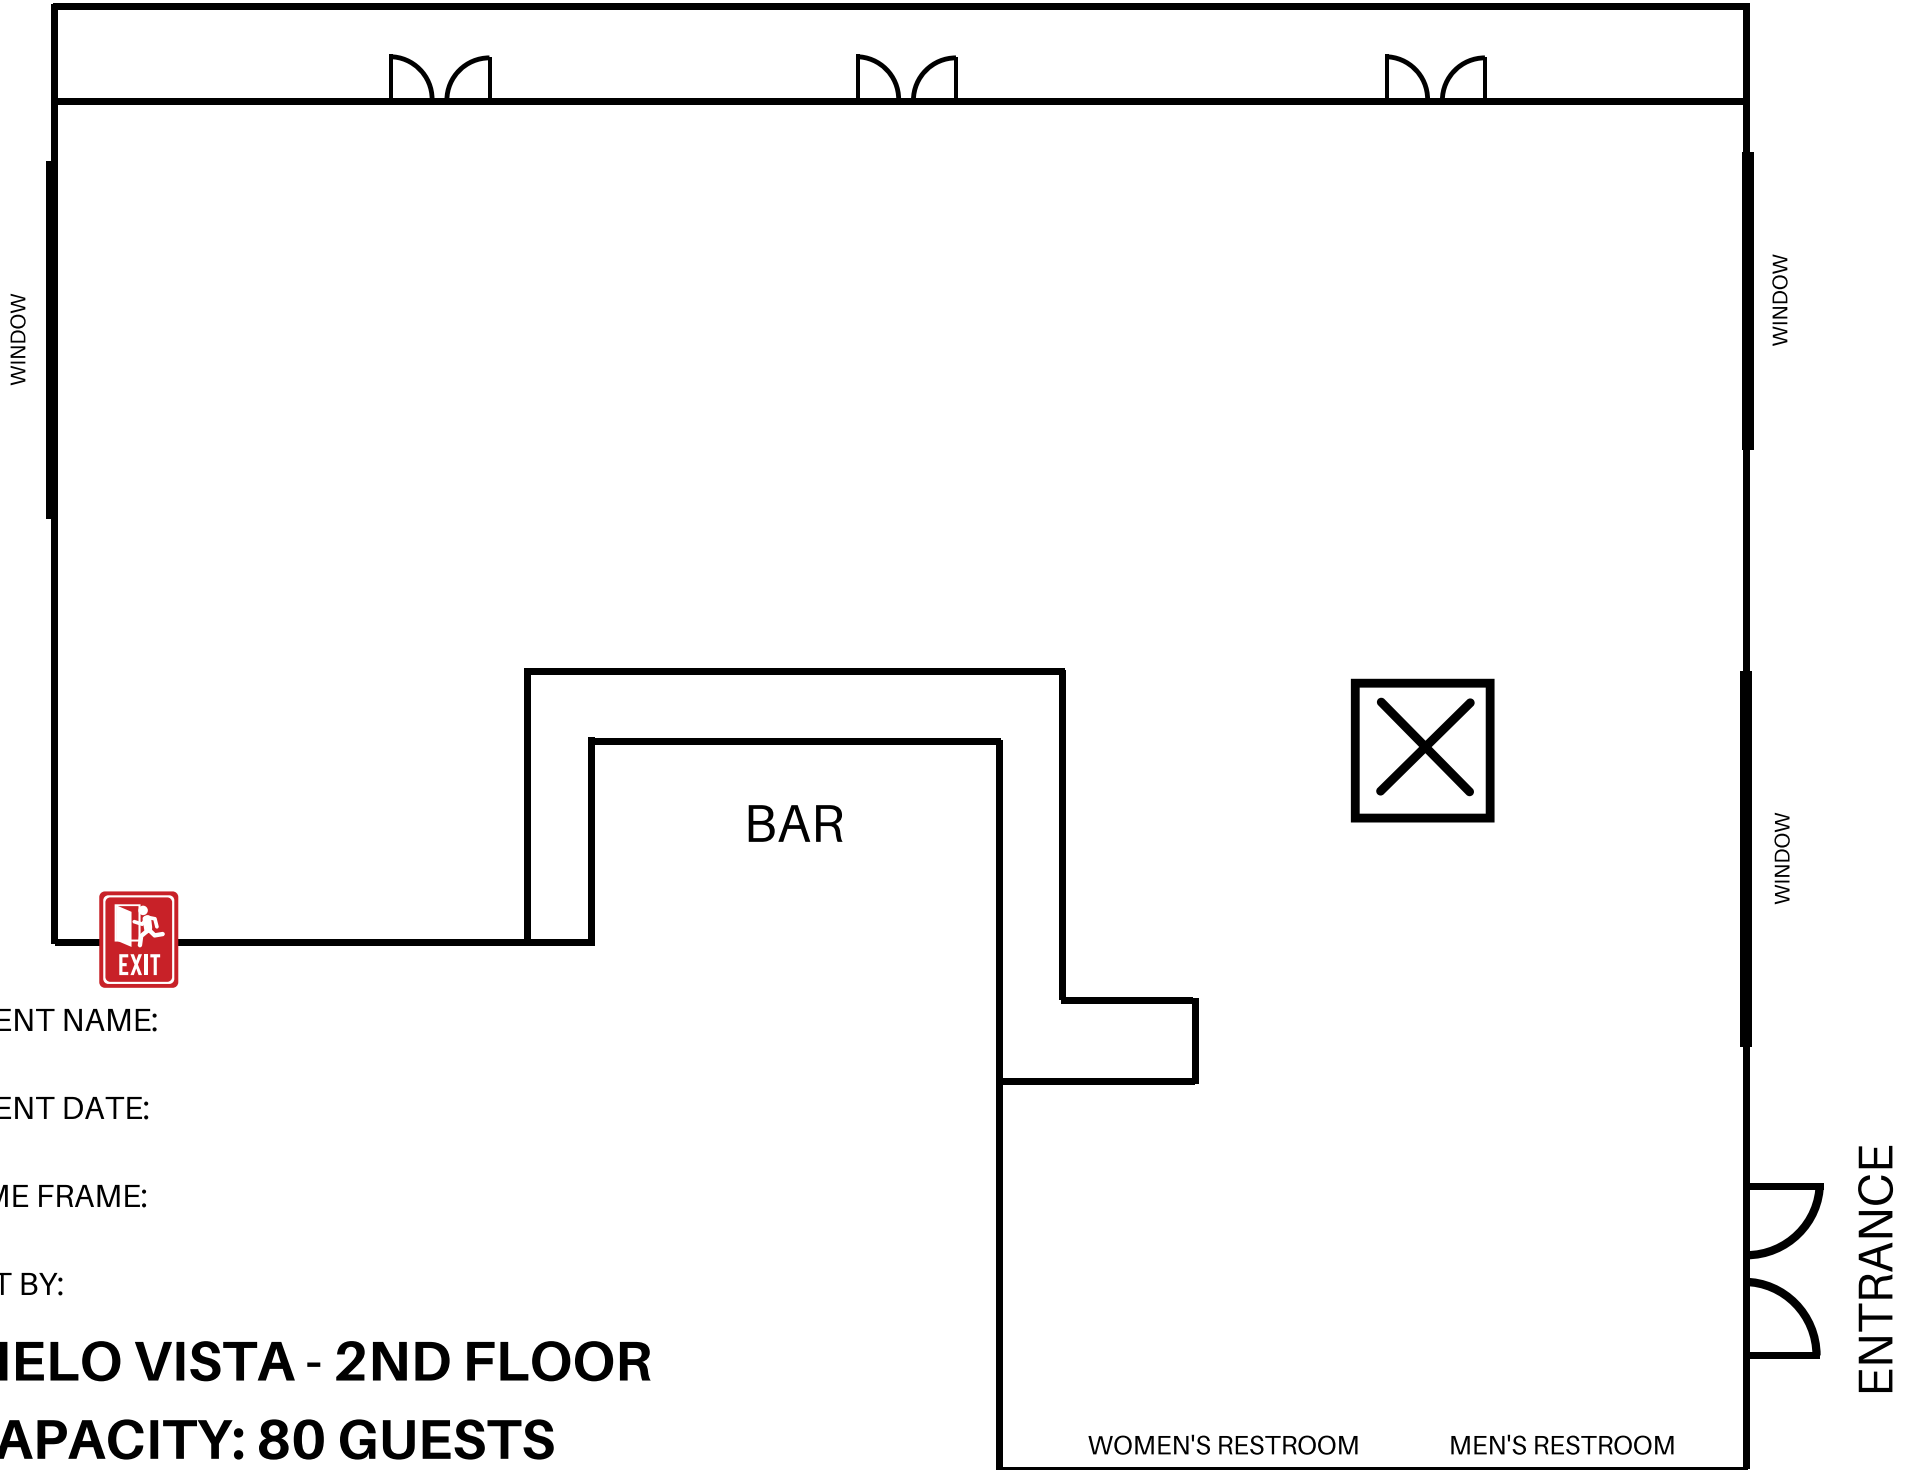 WINDOW
WINDOW
BAR
WINDOW
EXIT
ENT NAME:
ENT DATE:
ME FRAME:
T BY:
ENTRANCE
IELO VISTA - 2ND FLOOR
APACITY: 80 GUESTS
WOMEN'S RESTROOM
MEN'S RESTROOM